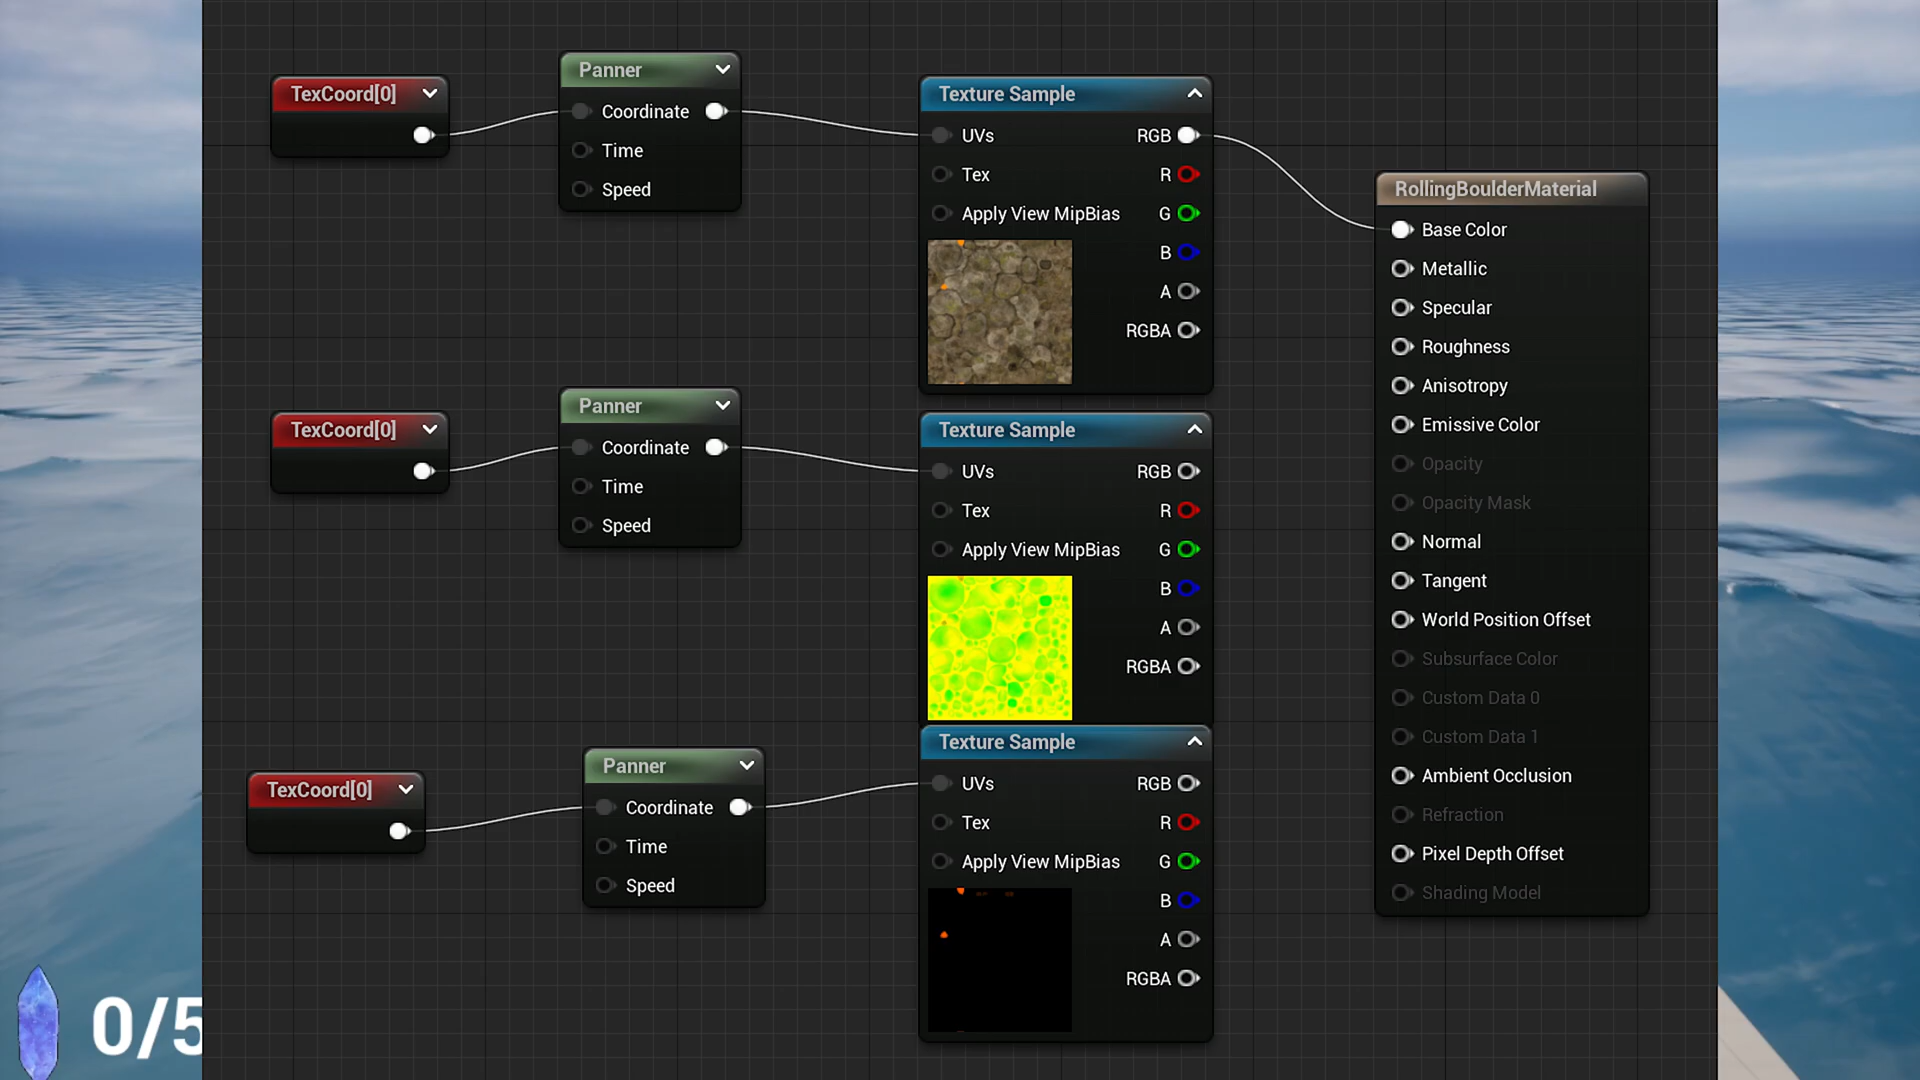 TexCoord[0]
Panner
Coordinate
Time
Speed
Texture Sample
UVs RGB
Tex R
Apply View MipBias G
B
A
RGBA
TexCoord[0]
Panner
Coordinate
Time
Speed
Texture Sample
UVs RGB
Tex R
Apply View MipBias G
B
A
RGBA
TexCoord[0]
Panner
Coordinate
Time
Speed
Texture Sample
UVs RGB
Tex R
Apply View MipBias G
B
A
RGBA
RollingBoulderMaterial
Base Color
Metallic
Specular
Roughness
Anisotropy
Emissive Color
Opacity
Opacity Mask
Normal
Tangent
World Position Offset
Subsurface Color
Custom Data 0
Custom Data 1
Ambient Occlusion
Refraction
Pixel Depth Offset
Shading Model
0/5